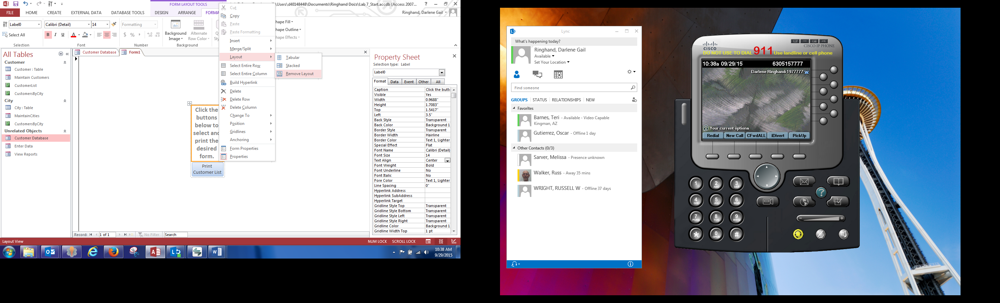 FORM LAYOUT TOOLS
\Users\d40148448\Documents\Ringhand Docs\Lab 7_Start.accdb (Access 2007...
FILE HOME CREATE EXTERNAL DATA DATABASE TOOLS DESIGN ARRANGE FORMA
Ringhand, Darlene Gail
Label0
Select All
Selection
Calibri (Detail) 14
B I U A
Font
Formatting
$ % ,
Number
Background
Image
Alternate
Row Color
Background
hape Fill
hape Outline
hape Effects
All Tables
Customer
Customer : Table
Maintain Customers
CustomerList
CustomersByCity
City
City : Table
MaintainCities
CustomersByCity
Unrelated Objects
Customer Database
Enter Data
View Reports
Customer Database Form1
Click the
buttons
below to
select and
print the
desired
form.
Print
Customer List
Cut
Copy
Paste
Paste Formatting
Insert
Merge/Split
Layout
Select Entire Row
Select Entire Column
Build Hyperlink
Delete
Delete Row
Delete Column
Change To
Position
Gridlines
Anchoring
Form Properties
Properties
Tabular
Stacked
Remove Layout
Property Sheet
Selection type: Label
Label0
Format Data Event Other All
Caption Click the butto
Visible Yes
Width 0.9688"
Height 1.7083"
Top 1.5417"
Left 3.5"
Back Style Transparent
Back Color Background 1
Border Style Transparent
Border Width Hairline
Border Color Text 1, Lighter
Special Effect Flat
Font Name Calibri (Detail)
Font Size 14
Text Align Center
Font Weight Bold
Font Underline No
Font Italic No
Fore Color Text 1, Lighter
Line Spacing 0"
Hyperlink Address
Hyperlink SubAddress
Hyperlink Target
Gridline Style Top Transparent
Gridline Style Bottom Transparent
Gridline Style Left Transparent
Gridline Style Right Transparent
Gridline Color Background 1
Gridline Width Top 1 pt
Record: 1 of 1 No Filter Search
Layout View NUM LOCK SCROLL LOCK
10:38 AM
9/29/2015
Lync
What's happening today?
Ringhand, Darlene Gail
Available
Set Your Location
Find someone
GROUPS STATUS RELATIONSHIPS NEW
Favorites
Barnes, Teri - Available - Video Capable
Kingman, AZ
Gutierrez, Oscar - Offline 1 day
Other Contacts (0/3)
Sarver, Melissa - Presence unknown
Walker, Russ - Away 35 mins
WRIGHT, RUSSELL W - Offline 37 days
CISCO
CISCO IP PHONE
DO NOT USE TO DIAL 911 Use landline or cell phone
10:38a 09/29/15 6305157777
Darlene Ringhand-1977777
Your current options
Redial New Call CFwdALL iDivert PickUp
1 2 ABC 3 DEF
4 GHI 5 JKL 6 MNO
7 PQRS 8 TUV 9 WXYZ
* 0 OPER #
?
- +